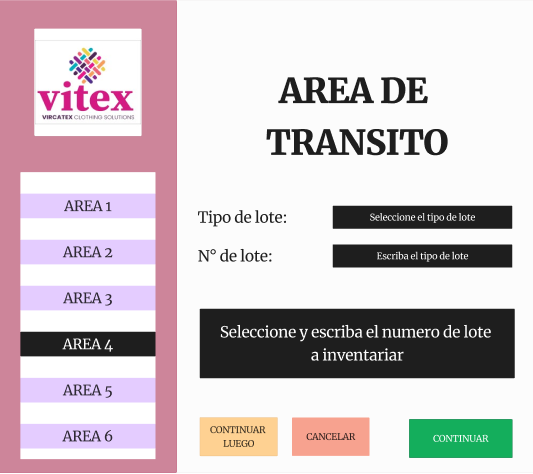 vitex
VIRCATEX CLOTHING SOLUTIONS
AREA 1
AREA 2
AREA 3
AREA 4
AREA 5
AREA 6
AREA DE
TRANSITO
Tipo de lote:
Seleccione el tipo de lote
N° de lote:
Escriba el tipo de lote
Seleccione y escriba el numero de lote
a inventariar
CONTINUAR
LUEGO
CANCELAR
CONTINUAR